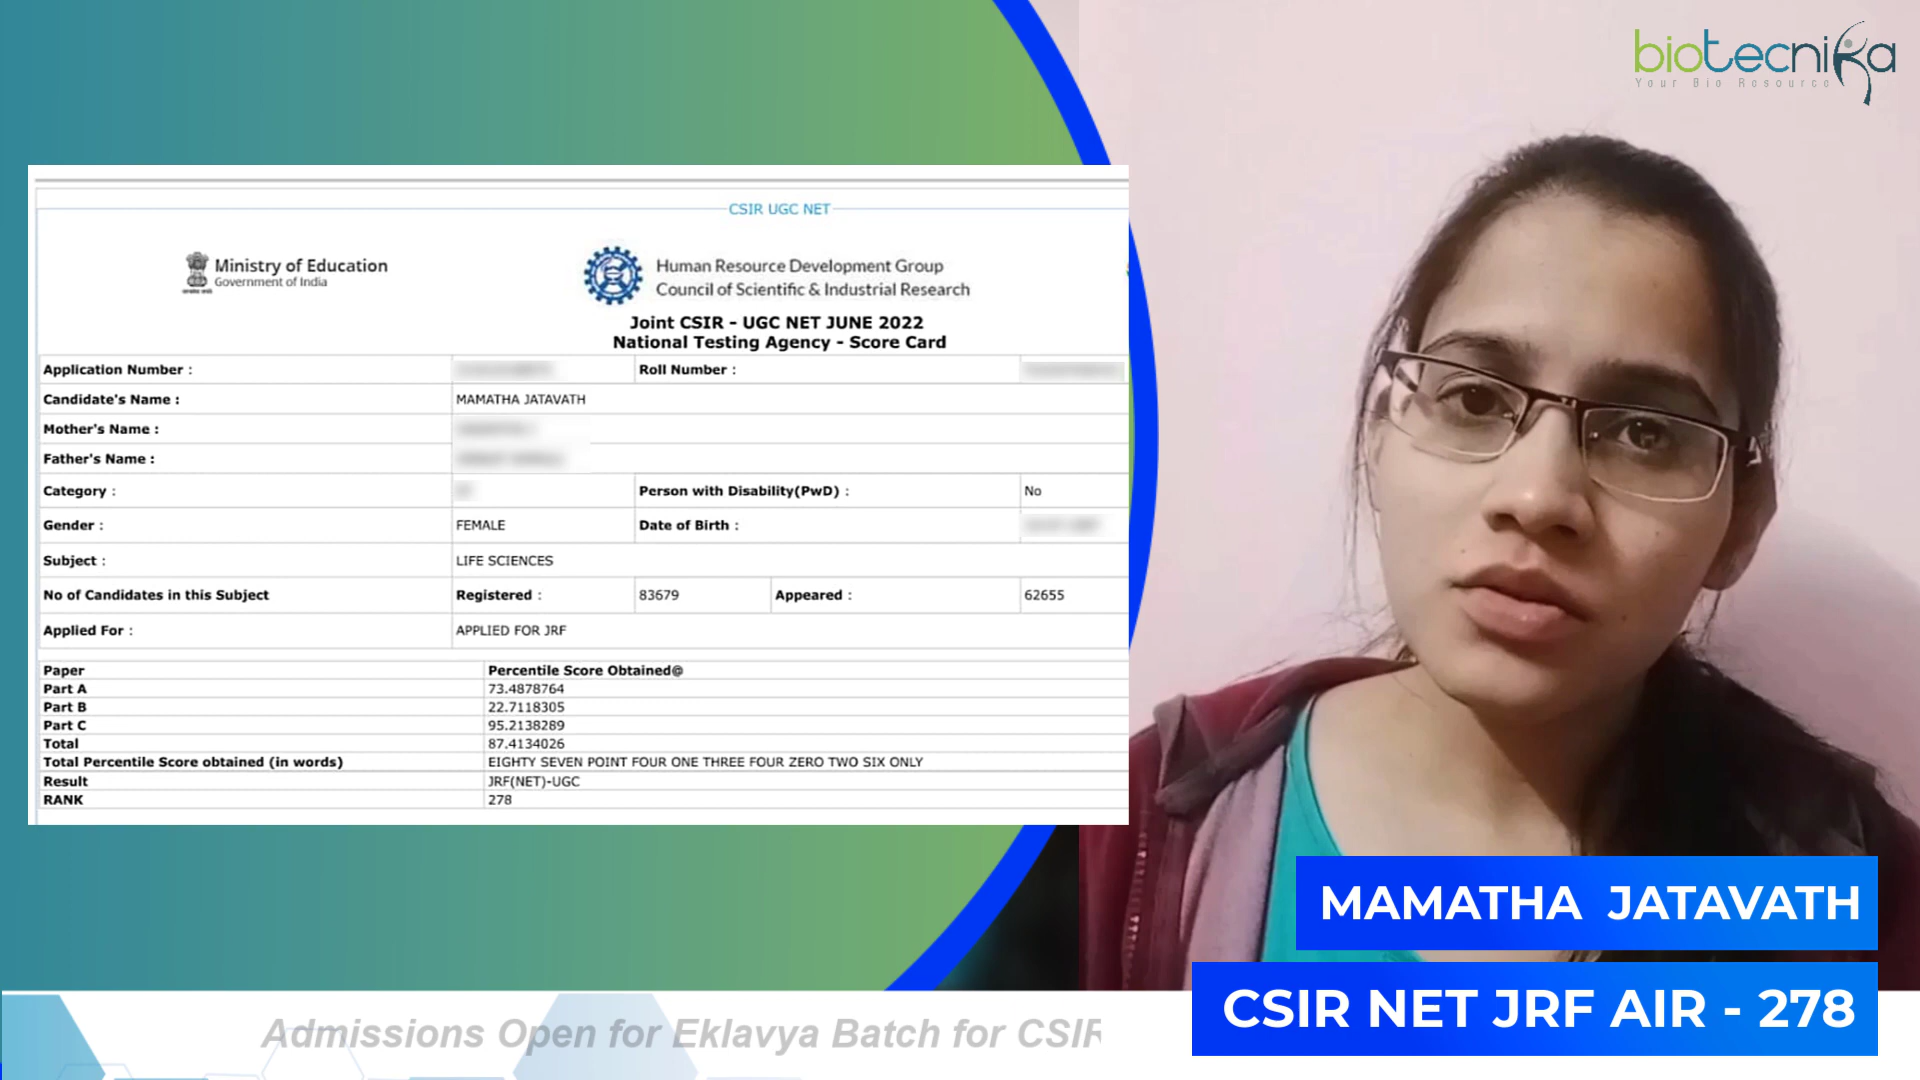 biotecnika
Your Bio Resource
CSIR UGC NET
Ministry of Education
Government of India
Human Resource Development Group
Council of Scientific & Industrial Research
Joint CSIR - UGC NET JUNE 2022
National Testing Agency - Score Card
Application Number : Roll Number :
Candidate's Name : MAMATHA JATAVATH
Mother's Name :
Father's Name :
Category : Person with Disability(PwD) : No
Gender : FEMALE Date of Birth :
Subject : LIFE SCIENCES
No of Candidates in this Subject Registered : 83679 Appeared : 62655
Applied For : APPLIED FOR JRF
Paper Percentile Score Obtained@
Part A 73.4878764
Part B 22.7118305
Part C 95.2138289
Total 87.4134026
Total Percentile Score obtained (in words) EIGHTY SEVEN POINT FOUR ONE THREE FOUR ZERO TWO SIX ONLY
Result JRF(NET)-UGC
RANK 278
MAMATHA JATAVATH
CSIR NET JRF AIR - 278
Admissions Open for Eklavya Batch for CSIR